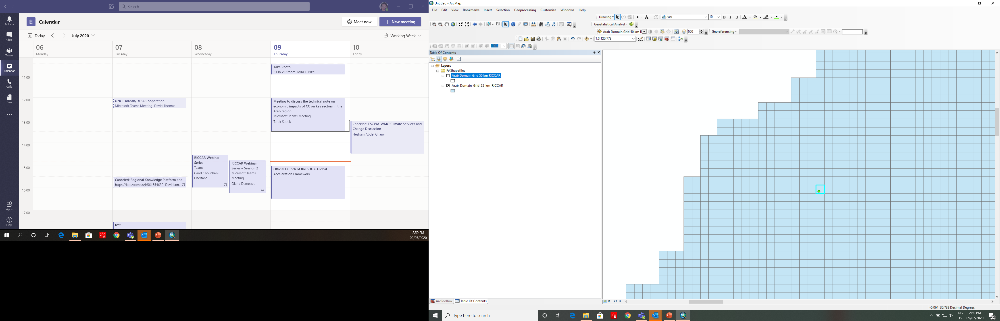 Search
Activity
Chat
Teams
Calendar
Calls
Files
Apps
Help
Calendar
Meet now
New meeting
Today
July 2020
Working Week
06
Monday
07
Tuesday
08
Wednesday
09
Thursday
10
Friday
11:00
12:00
13:00
14:00
15:00
16:00
17:00
UNCT Jordan/DESA Cooperation
Microsoft Teams Meeting David Thomas
Canceled: Regional Knowledge Platform and
https://fao.zoom.us/j/561554680 Davidson,
test
RICCAR Webinar
Series
Teams
Carol Chouchani
Cherfane
RICCAR Webinar
Series – Session 2
Microsoft Teams
Meeting
Olana Demessie
Take Photo
B1 in VIP room Mira El Bizri
Meeting to discuss the technical note on
economic impacts of CC on key sectors in the
Arab region
Microsoft Teams Meeting
Tarek Sadek
Official Launch of the SDG 6 Global
Acceleration Framework
Canceled: ESCWA-WMO Climate Services and
Change Discussion
Hesham Abdel Ghany
2:50 PM
09/07/2020
Untitled - ArcMap
File Edit View Bookmarks Insert Selection Geoprocessing Customize Windows Help
Drawing
Arial
10
B I U A
Geostatistical Analyst
Arab Domain Grid 50 km R
500
Georeferencing
1:3,120,779
Table Of Contents
Layers
F:\Shapefiles
Arab Domain Grid 50 km RICCAR
Arab_Domain_Grid_25_km_RICCAR
ArcToolbox
Table Of Contents
-5.064 30.733 Decimal Degrees
Type here to search
ENG
US
2:50 PM
09/07/2020
22